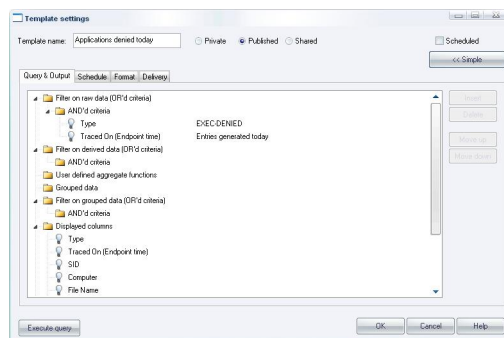 Template settings
Template name: Applications denied today Private Published Shared Scheduled
<< Simple
Query & Output Schedule Format Delivery
Filter on raw data (OR'd criteria)
AND'd criteria
Type EXEC-DENIED
Traced On (Endpoint time) Entries generated today
Filter on derived data (OR'd criteria)
AND'd criteria
User defined aggregate functions
Grouped data
Filter on grouped data (OR'd criteria)
AND'd criteria
Displayed columns
Type
Traced On (Endpoint time)
SID
Computer
File Name
Insert
Delete
Move up
Move down
Execute query OK Cancel Help